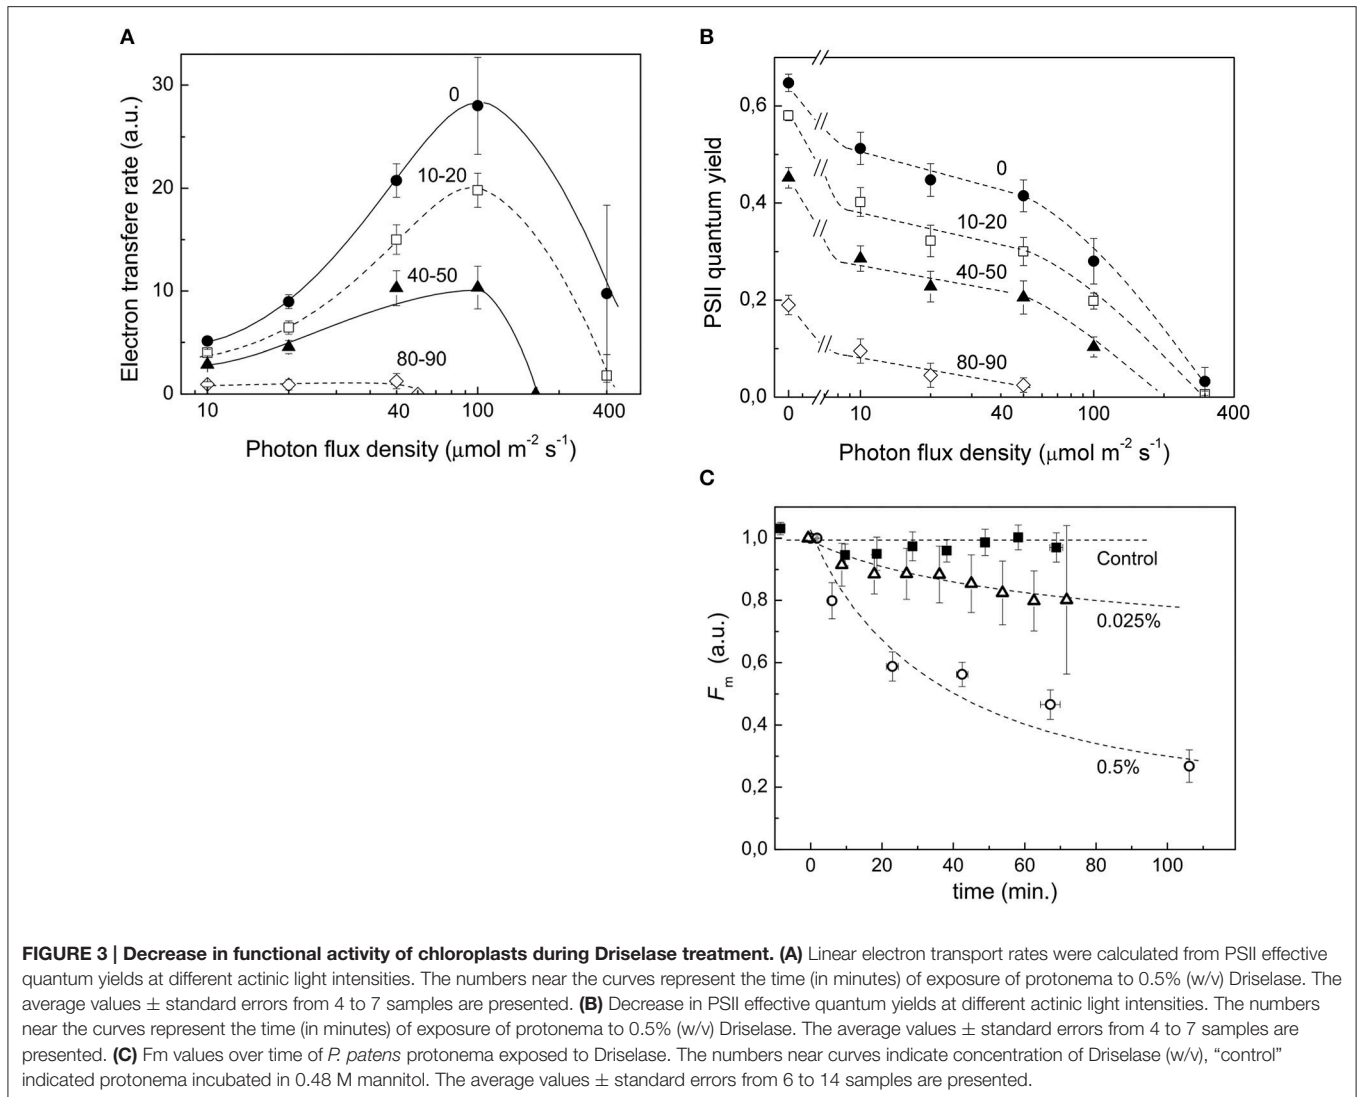 A
Electron transfere rate (a.u.)
30
20
10
0
0
10-20
40-50
80-90
10
40
100
400
Photon flux density (μmol m-2 s-1)
B
PSII quantum yield
0,6
0,4
0,2
0,0
0
10-20
40-50
80-90
0
10
40
100
400
Photon flux density (μmol m-2 s-1)
C
Fm (a.u.)
1,0
0,8
0,6
0,4
0,2
0,0
Control
0.025%
0.5%
0
20
40
60
80
100
time (min.)
FIGURE 3 | Decrease in functional activity of chloroplasts during Driselase treatment. (A) Linear electron transport rates were calculated from PSII effective
quantum yields at different actinic light intensities. The numbers near the curves represent the time (in minutes) of exposure of protonema to 0.5% (w/v) Driselase. The
average values ± standard errors from 4 to 7 samples are presented. (B) Decrease in PSII effective quantum yields at different actinic light intensities. The numbers
near the curves represent the time (in minutes) of exposure of protonema to 0.5% (w/v) Driselase. The average values ± standard errors from 4 to 7 samples are
presented. (C) Fm values over time of P. patens protonema exposed to Driselase. The numbers near curves indicate concentration of Driselase (w/v), “control”
indicated protonema incubated in 0.48 M mannitol. The average values ± standard errors from 6 to 14 samples are presented.